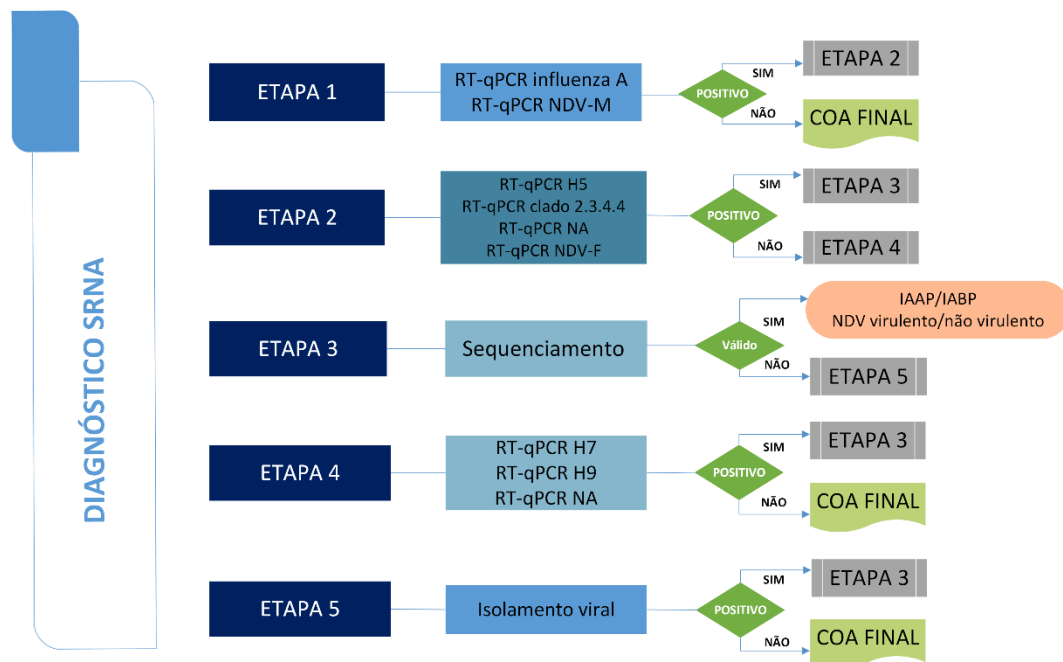 DIAGNÓSTICO SRNA
ETAPA 1
RT-qPCR influenza A
RT-qPCR NDV-M
POSITIVO
SIM
ETAPA 2
NÃO
COA FINAL
ETAPA 2
RT-qPCR H5
RT-qPCR clado 2.3.4.4
RT-qPCR NA
RT-qPCR NDV-F
POSITIVO
SIM
ETAPA 3
NÃO
ETAPA 4
ETAPA 3
Sequenciamento
Válido
SIM
IAAP/IABP
NDV virulento/não virulento
NÃO
ETAPA 5
ETAPA 4
RT-qPCR H7
RT-qPCR H9
RT-qPCR NA
POSITIVO
SIM
ETAPA 3
NÃO
COA FINAL
ETAPA 5
Isolamento viral
POSITIVO
SIM
ETAPA 3
NÃO
COA FINAL